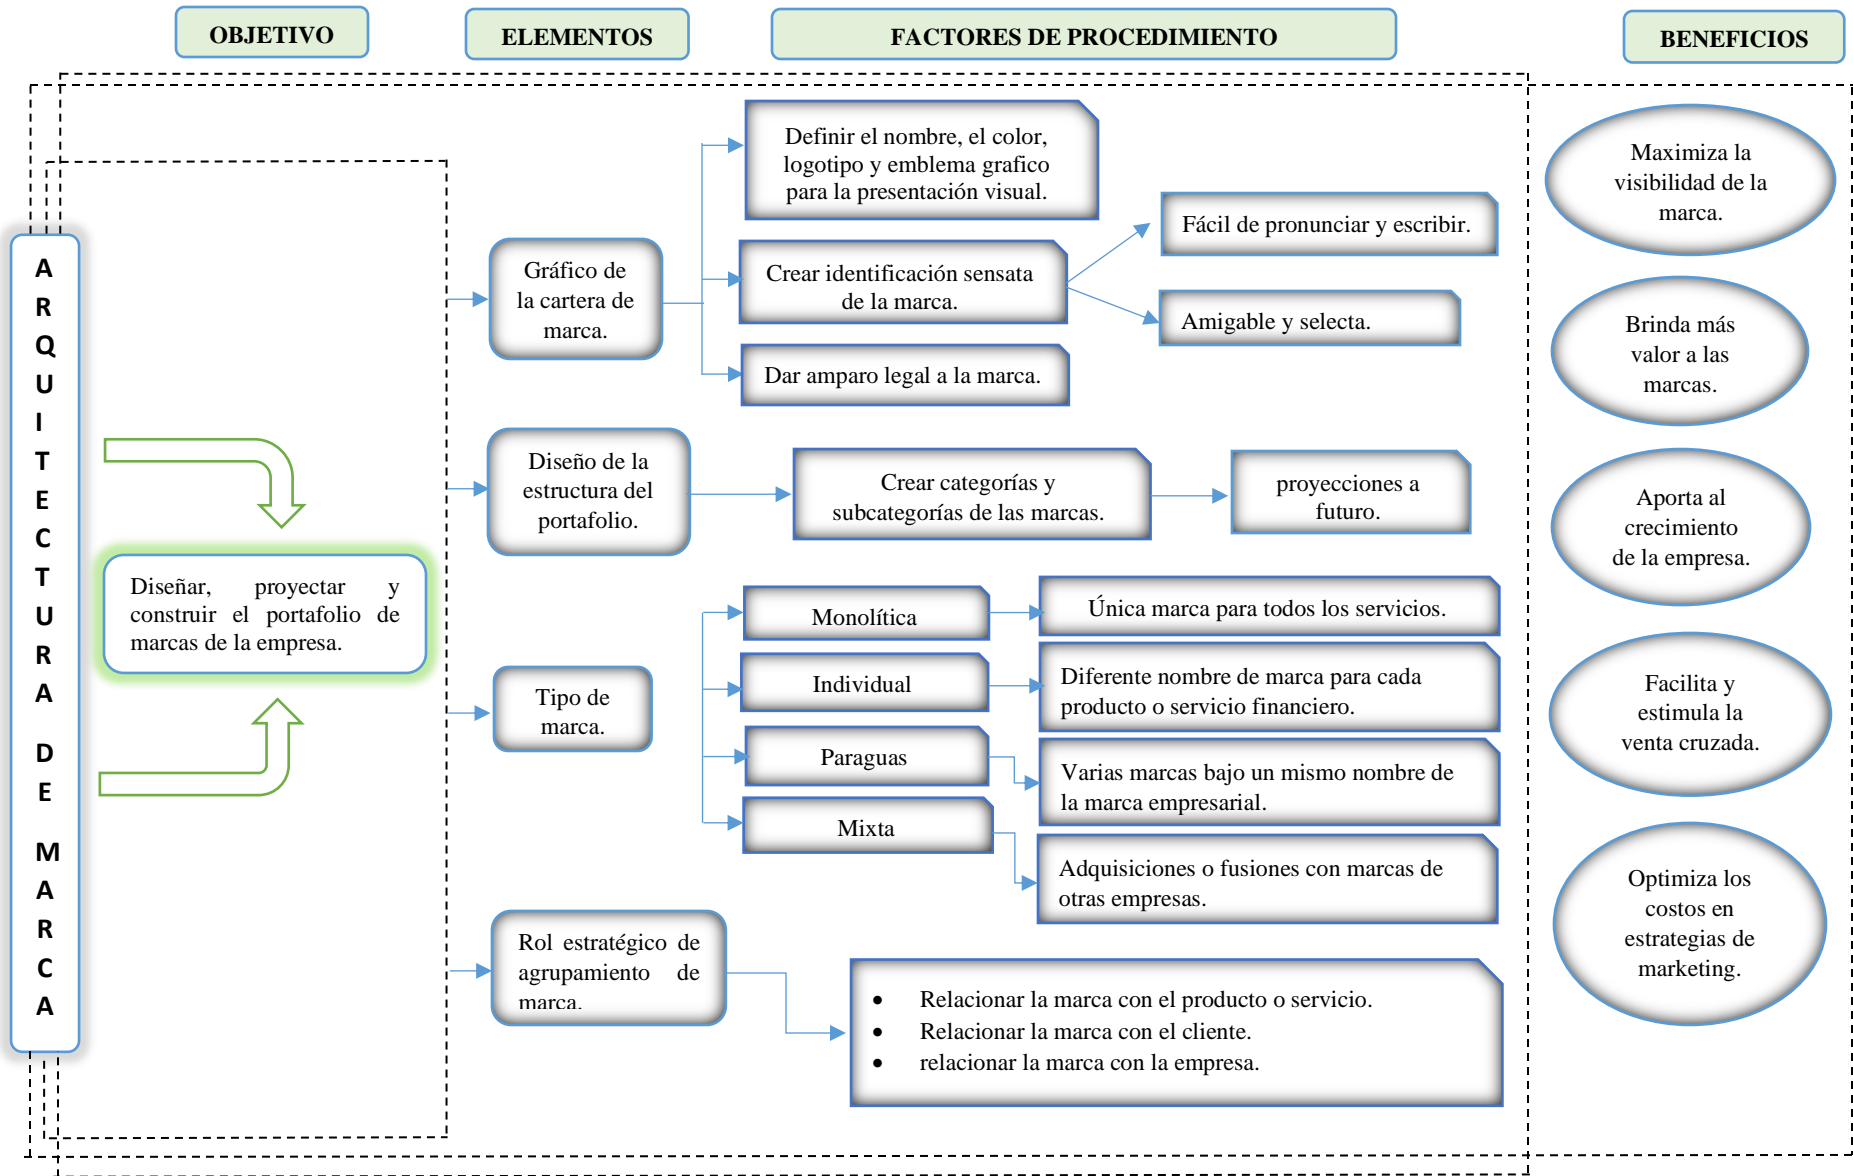 OBJETIVO
ELEMENTOS
FACTORES DE PROCEDIMIENTO
BENEFICIOS
ARQUITECTURA DE MARCA
Diseñar, proyectar y
construir el portafolio de
marcas de la empresa.
Gráfico de
la cartera de
marca.
Definir el nombre, el color,
logotipo y emblema grafico
para la presentación visual.
Crear identificación sensata
de la marca.
Fácil de pronunciar y escribir.
Amigable y selecta.
Dar amparo legal a la marca.
Diseño de la
estructura del
portafolio.
Crear categorías y
subcategorías de las marcas.
proyecciones a
futuro.
Tipo de
marca.
Monolítica
Única marca para todos los servicios.
Individual
Diferente nombre de marca para cada
producto o servicio financiero.
Paraguas
Varias marcas bajo un mismo nombre de
la marca empresarial.
Mixta
Adquisiciones o fusiones con marcas de
otras empresas.
Rol estratégico de
agrupamiento de
marca.
• Relacionar la marca con el producto o servicio.
• Relacionar la marca con el cliente.
• relacionar la marca con la empresa.
Maximiza la
visibilidad de la
marca.
Brinda más
valor a las
marcas.
Aporta al
crecimiento
de la empresa.
Facilita y
estimula la
venta cruzada.
Optimiza los
costos en
estrategias de
marketing.